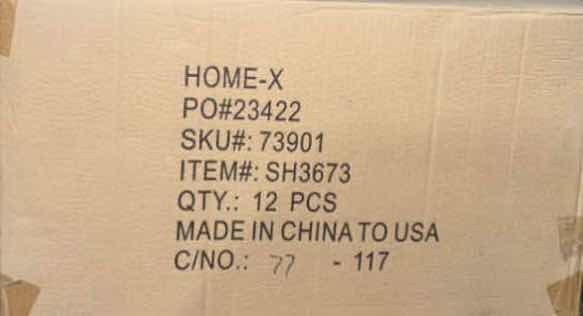 HOME-X
PO#23422
SKU#: 73901
ITEM#: SH3673
QTY.: 12 PCS
MADE IN CHINA TO USA
C/NO.: 77 - 117